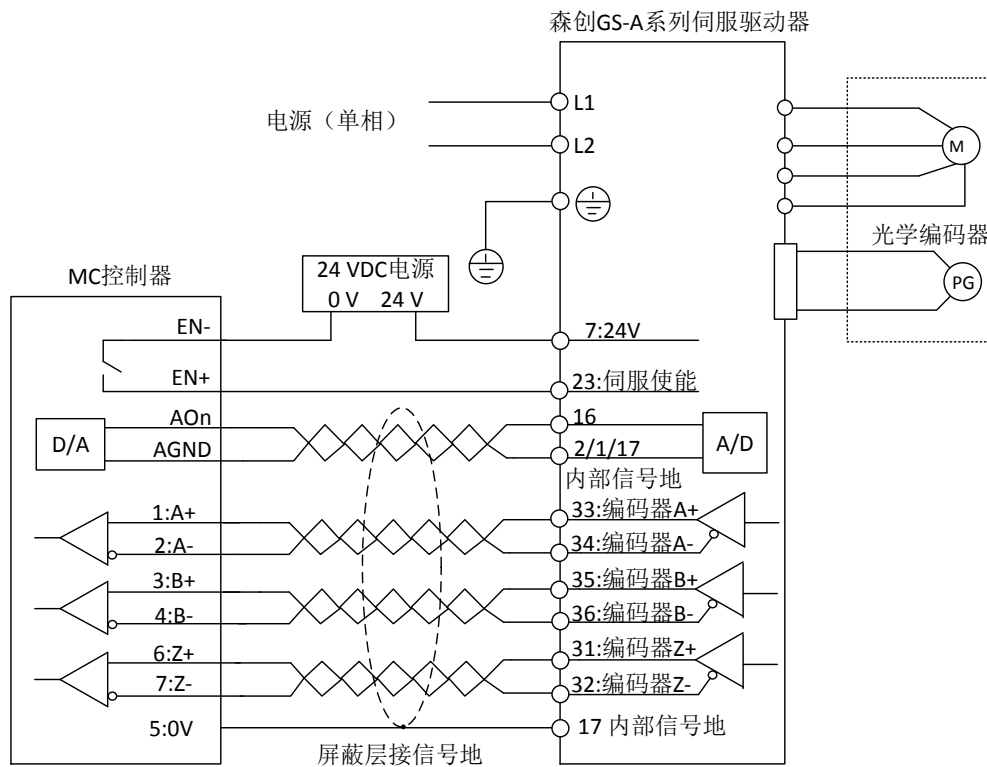 森创GS-A系列伺服驱动器
电源（单相）
L1
L2
M
光学编码器
PG
MC控制器
24 VDC电源
0 V 24 V
EN-
7:24V
EN+
23:伺服使能
D/A
AOn
AGND
16
2/1/17
内部信号地
A/D
1:A+
2:A-
33:编码器A+
34:编码器A-
3:B+
4:B-
35:编码器B+
36:编码器B-
6:Z+
7:Z-
31:编码器Z+
32:编码器Z-
5:0V
17 内部信号地
屏蔽层接信号地